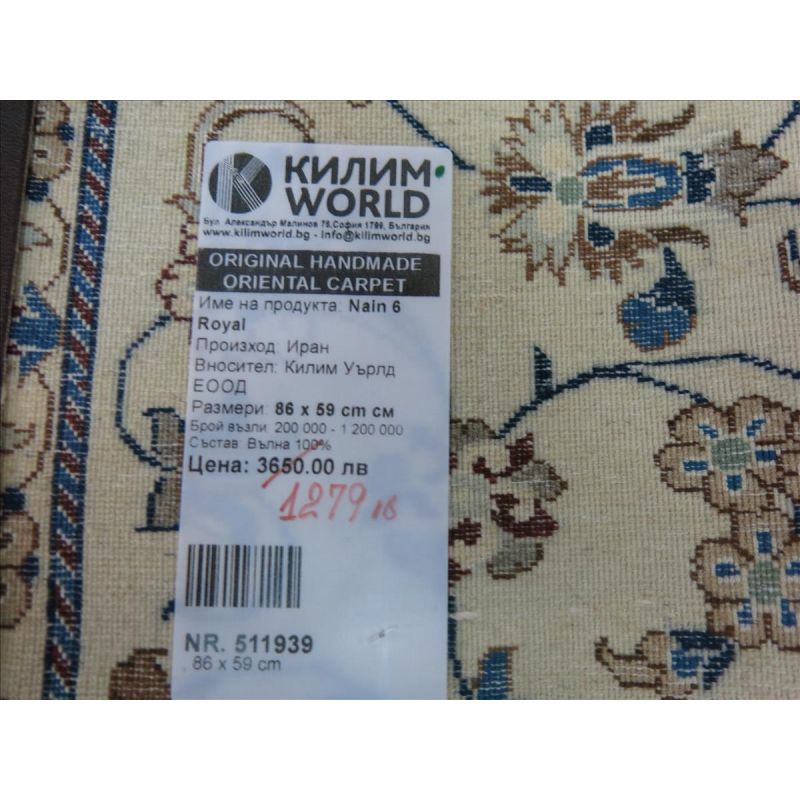 КИЛИМ
WORLD
Бул. Александър Малинов 78,София 1799, България
www.kilimworld.bg - info@kilimworld.bg
ORIGINAL HANDMADE
ORIENTAL CARPET
Име на продукта: Nain 6
Royal
Произход: Иран
Вносител: Килим Уърлд
ЕООД
Размери: 86 x 59 cm см
Брой възли: 200 000 - 1 200 000
Състав: Вълна 100%
Цена: 3650.00 лв
1279 лв
NR. 511939
86 x 59 cm